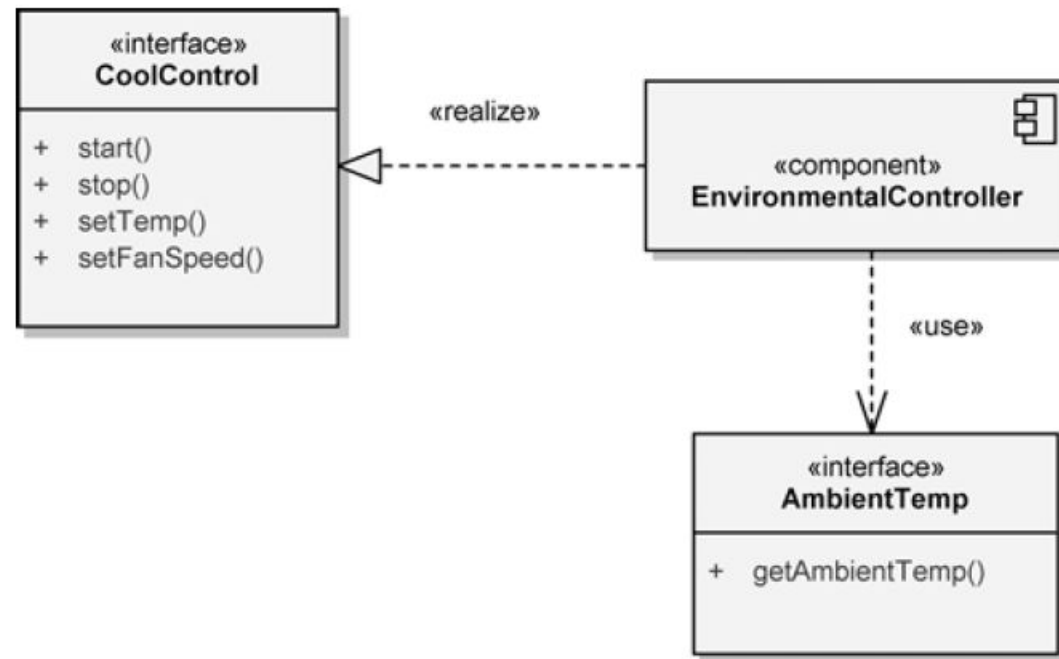 «interface»
CoolControl
+ start()
+ stop()
+ setTemp()
+ setFanSpeed()
«realize»
«component»
EnvironmentalController
«use»
«interface»
AmbientTemp
+ getAmbientTemp()